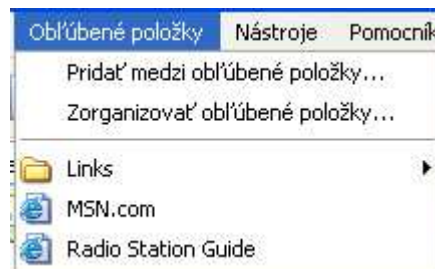 Obľúbené položky Nástroje Pomocník
Pridať medzi obľúbené položky...
Zorganizovať obľúbené položky...
Links
MSN.com
Radio Station Guide